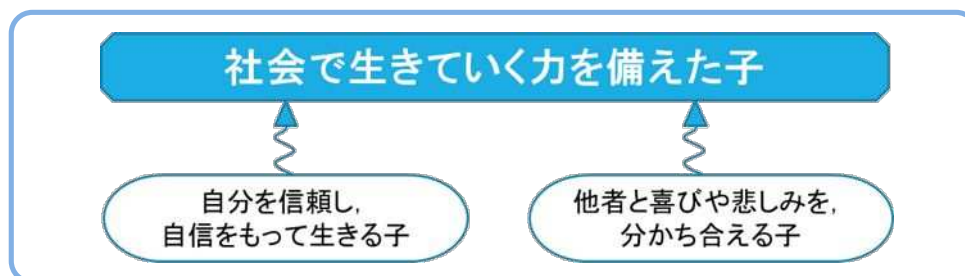 社会で生きていく力を備えた子
自分を信頼し,
自信をもって生きる子
他者と喜びや悲しみを,
分かち合える子